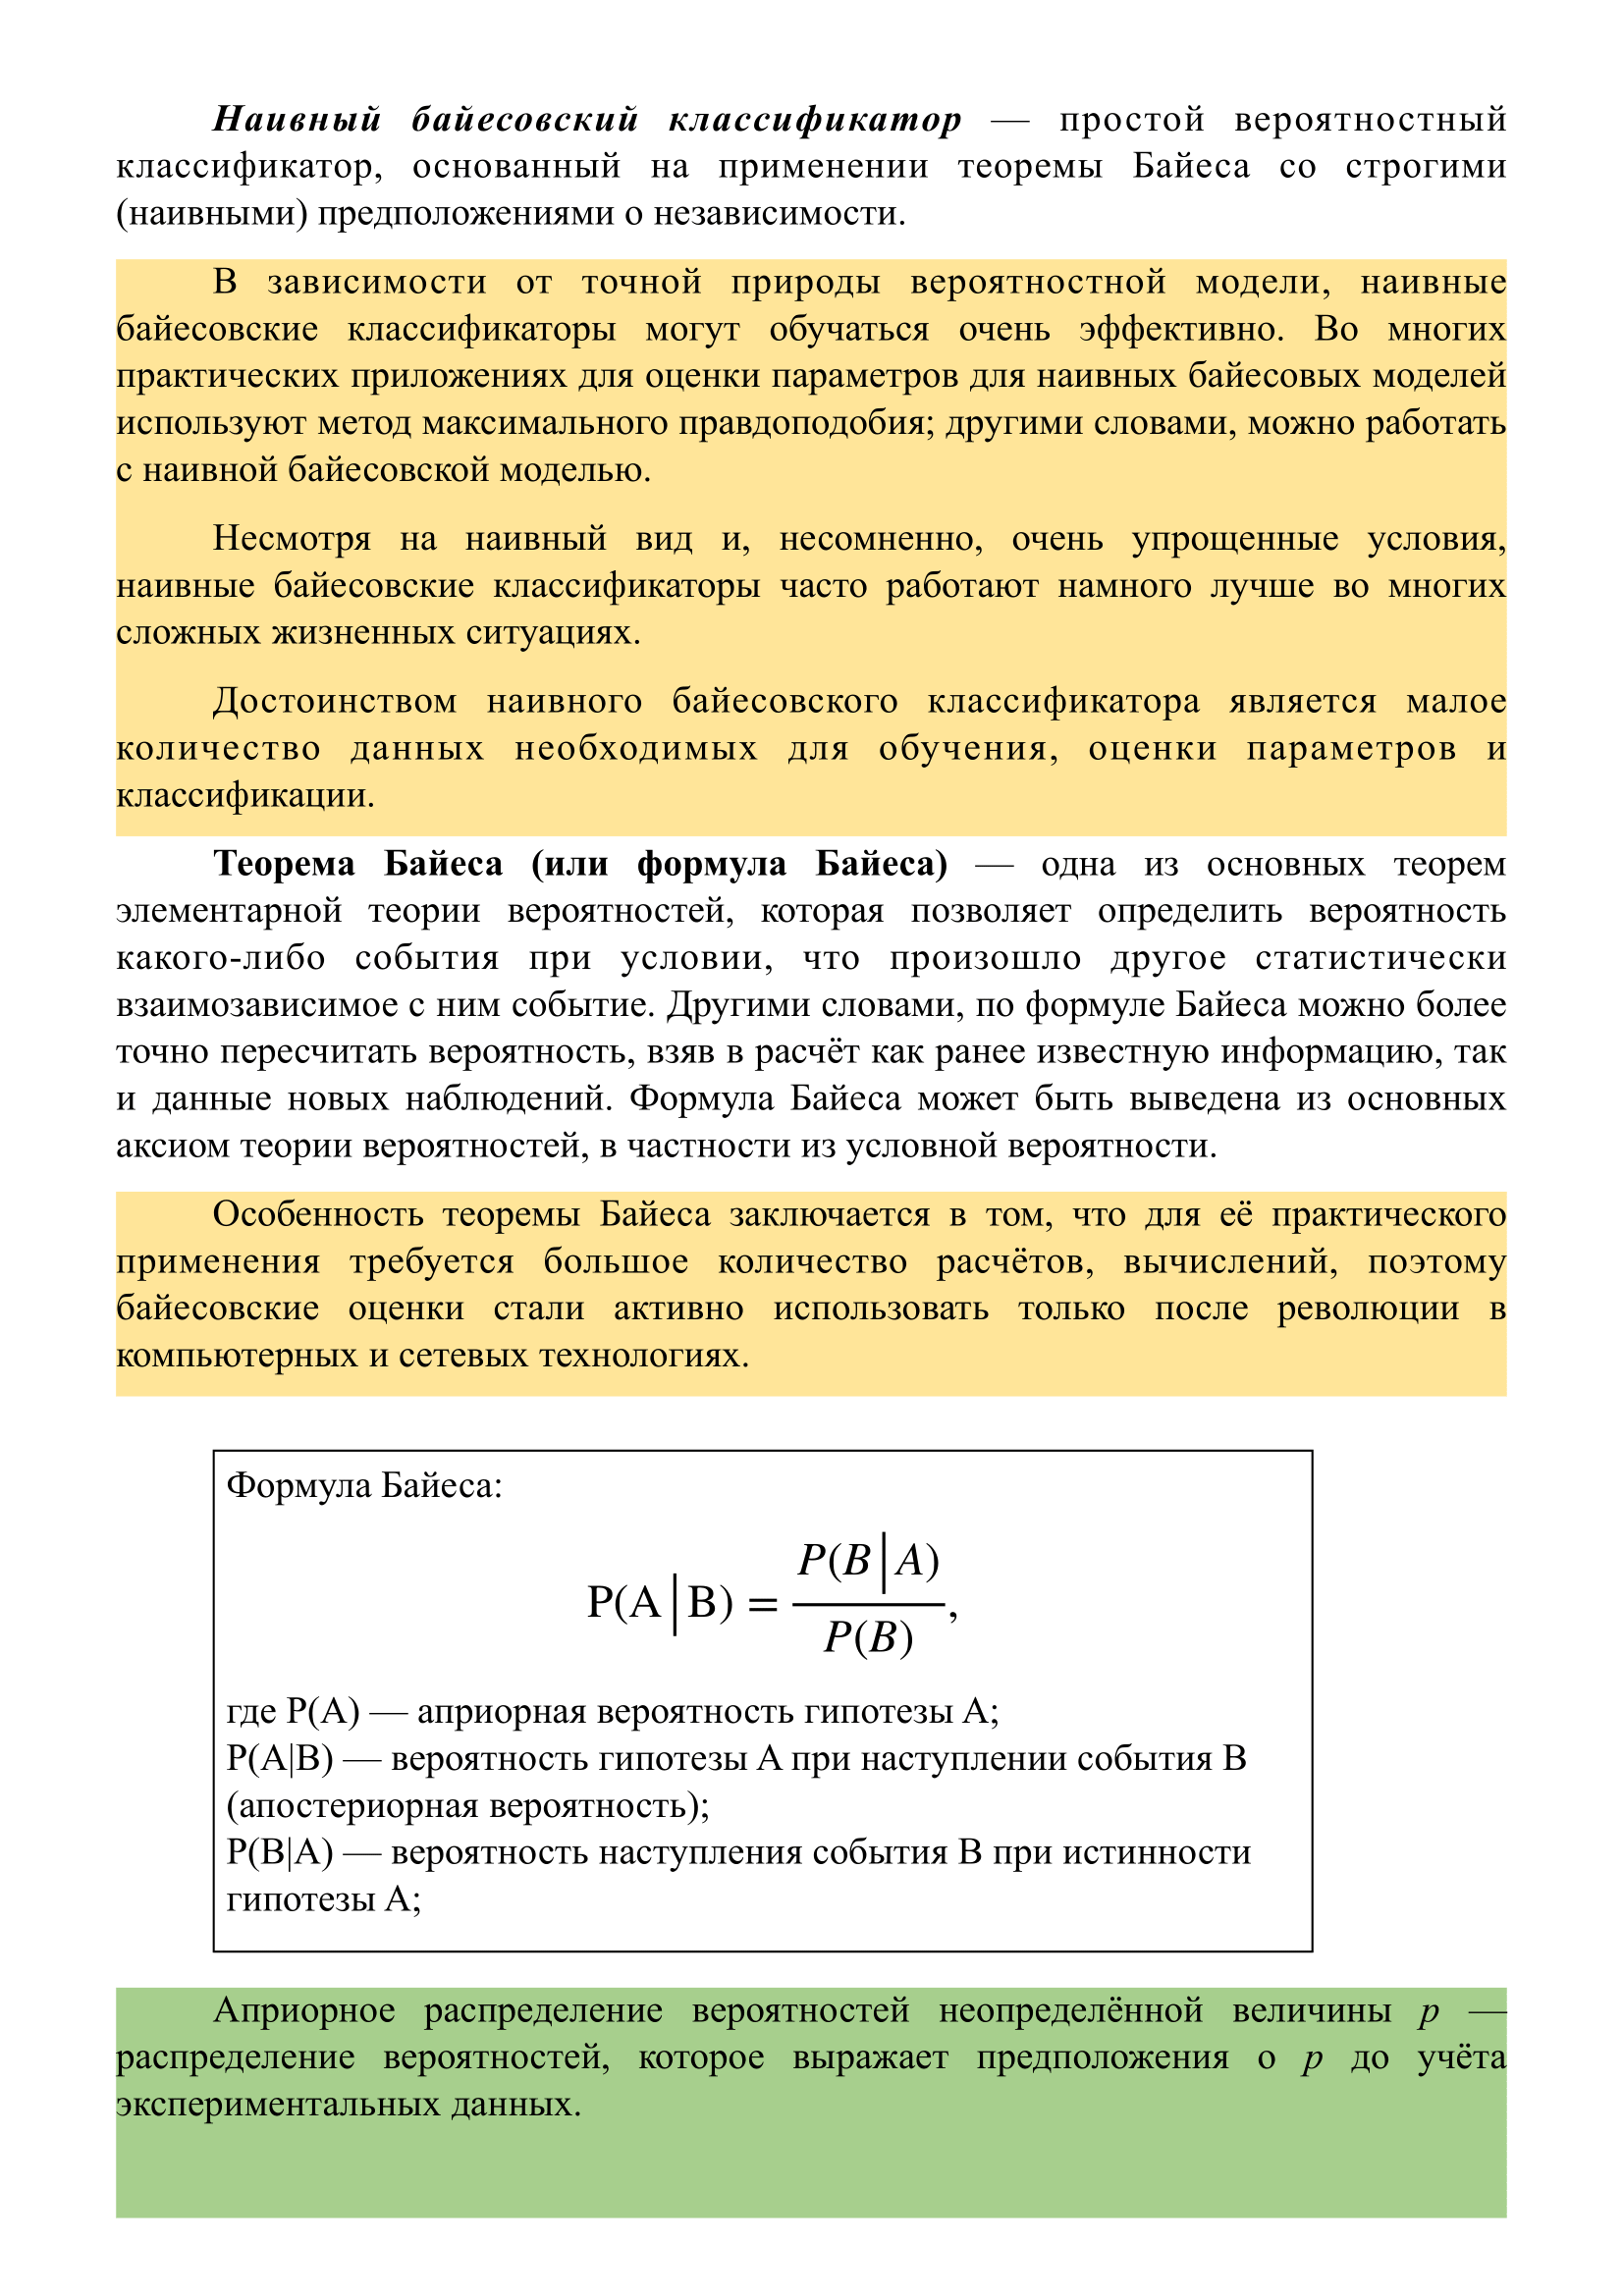 Наивный байесовский классификатор — простой вероятностный
классификатор, основанный на применении теоремы Байеса со строгими
(наивными) предположениями о независимости.
В зависимости от точной природы вероятностной модели, наивные
байесовские классификаторы могут обучаться очень эффективно. Во многих
практических приложениях для оценки параметров для наивных байесовых моделей
используют метод максимального правдоподобия; другими словами, можно работать
с наивной байесовской моделью.
Несмотря на наивный вид и, несомненно, очень упрощенные условия,
наивные байесовские классификаторы часто работают намного лучше во многих
сложных жизненных ситуациях.
Достоинством наивного байесовского классификатора является малое
количество данных необходимых для обучения, оценки параметров и
классификации.
Теорема Байеса (или формула Байеса) — одна из основных теорем
элементарной теории вероятностей, которая позволяет определить вероятность
какого-либо события при условии, что произошло другое статистически
взаимозависимое с ним событие. Другими словами, по формуле Байеса можно более
точно пересчитать вероятность, взяв в расчёт как ранее известную информацию, так
и данные новых наблюдений. Формула Байеса может быть выведена из основных
аксиом теории вероятностей, в частности из условной вероятности.
Особенность теоремы Байеса заключается в том, что для её практического
применения требуется большое количество расчётов, вычислений, поэтому
байесовские оценки стали активно использовать только после революции в
компьютерных и сетевых технологиях.
Формула Байеса:
P(A|B) = P(B|A) / P(B),
где P(A) — априорная вероятность гипотезы A;
P(A|B) — вероятность гипотезы A при наступлении события B
(апостериорная вероятность);
P(B|A) — вероятность наступления события B при истинности
гипотезы A;
Априорное распределение вероятностей неопределённой величины p —
распределение вероятностей, которое выражает предположения о p до учёта
экспериментальных данных.